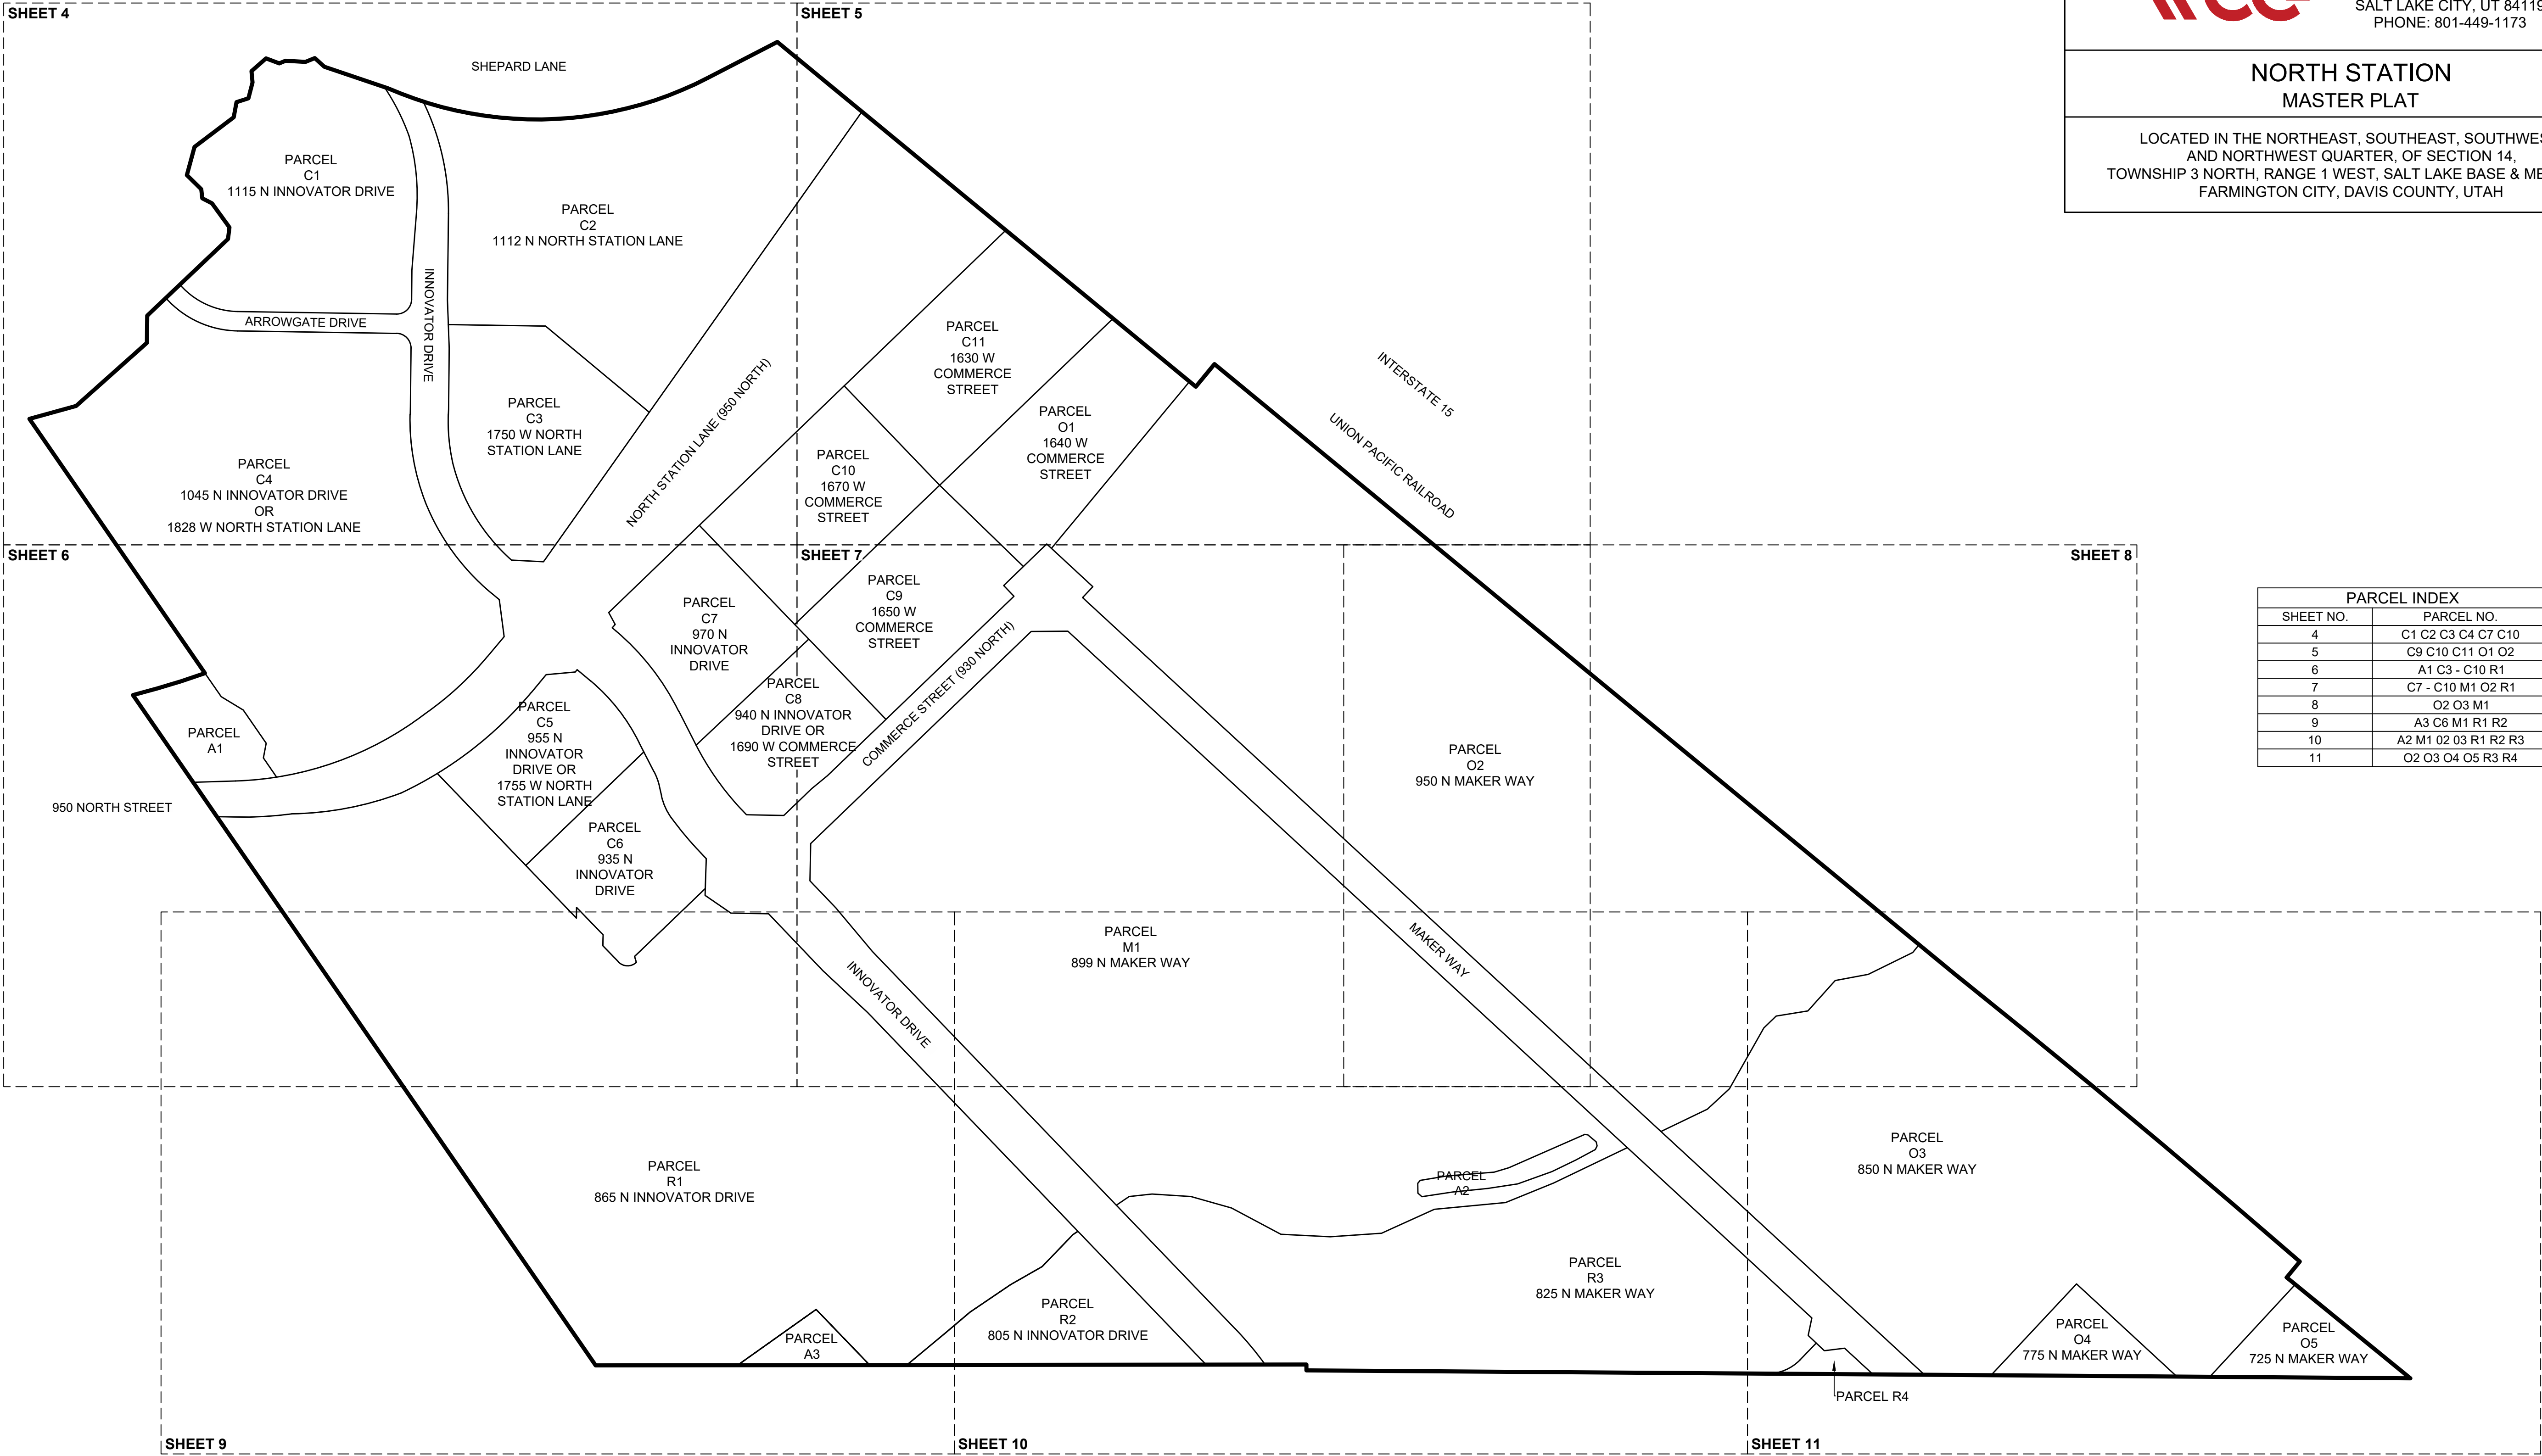 SHEET 4
SHEET 5
SALT LAKE CITY, UT 84119
PHONE: 801-449-1173
NORTH STATION
MASTER PLAT
LOCATED IN THE NORTHEAST, SOUTHEAST,
AND NORTHWEST QUARTER, OF SECTION 14,
TOWNSHIP 3 NORTH, RANGE 1 WEST, SALT LAKE BASE &
FARMINGTON CITY, DAVIS COUNTY, UTAH
SHEPARD LANE
PARCEL
C1
1115 N INNOVATOR DRIVE
PARCEL
C2
1112 N NORTH STATION LANE
INNOVATOR DRIVE
ARROWGATE DRIVE
PARCEL
C3
1750 W NORTH
STATION LANE
PARCEL
C4
1045 N INNOVATOR DRIVE
OR
1828 W NORTH STATION LANE
NORTH STATION LANE (950 NORTH)
PARCEL
C11
1630 W
COMMERCE
STREET
PARCEL
O1
1640 W
COMMERCE
STREET
PARCEL
C10
1670 W
COMMERCE
STREET
INTERSTATE 15
UNION PACIFIC RAILROAD
SHEET 6
SHEET 7
SHEET 8
PARCEL
C7
970 N
INNOVATOR
DRIVE
PARCEL
C9
1650 W
COMMERCE
STREET
PARCEL
C8
940 N INNOVATOR
DRIVE OR
1690 W COMMERCE
STREET
COMMERCE STREET (930 NORTH)
PARCEL
A1
950 NORTH STREET
PARCEL
C5
955 N
INNOVATOR
DRIVE OR
1755 W NORTH
STATION LANE
PARCEL
C6
935 N
INNOVATOR
DRIVE
PARCEL
O2
950 N MAKER WAY
PARCEL INDEX
SHEET NO. PARCEL NO.
4 C1 C2 C3 C4 C7 C10
5 C9 C10 C11 O1 O2
6 A1 C3 - C10 R1
7 C7 - C10 M1 O2 R1
8 O2 O3 M1
9 A3 C6 M1 R1 R2
10 A2 M1 02 03 R1 R2 R3
11 O2 O3 O4 O5 R3 R4
PARCEL
M1
899 N MAKER WAY
MAKER WAY
INNOVATOR DRIVE
PARCEL
R1
865 N INNOVATOR DRIVE
PARCEL
A2
PARCEL
O3
850 N MAKER WAY
PARCEL
R3
825 N MAKER WAY
PARCEL
R2
805 N INNOVATOR DRIVE
PARCEL
A3
PARCEL
O4
775 N MAKER WAY
PARCEL
O5
725 N MAKER WAY
PARCEL R4
SHEET 9
SHEET 10
SHEET 11